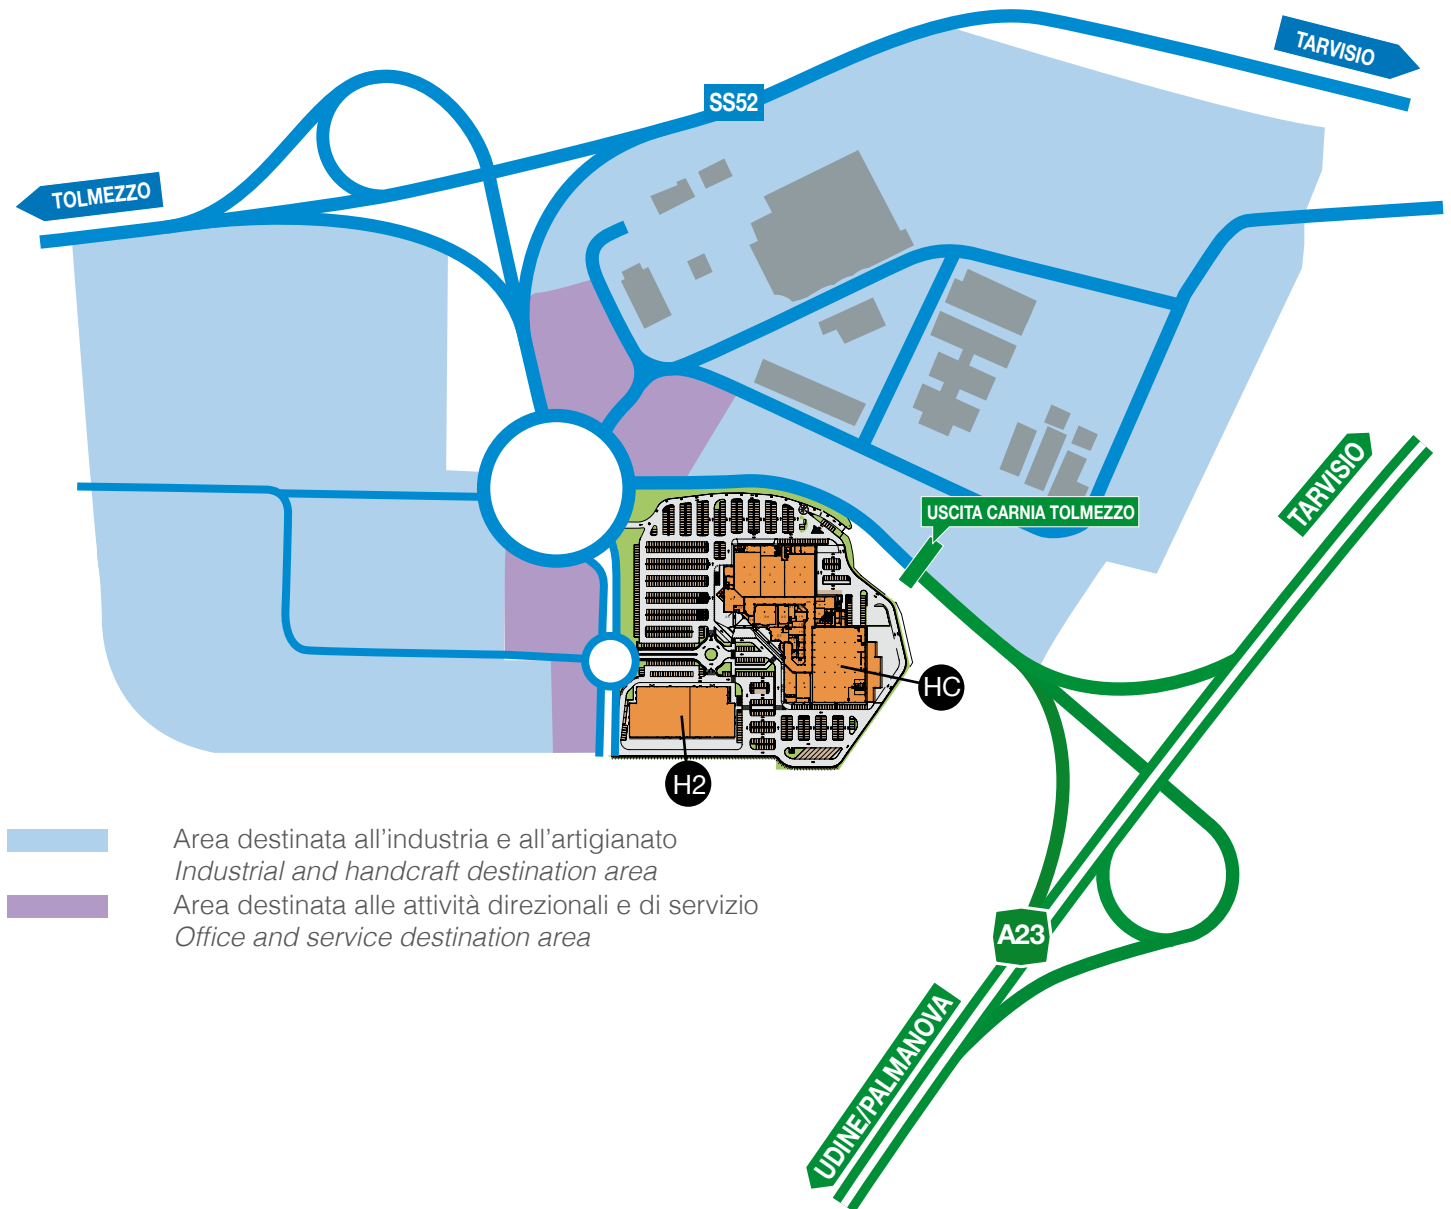 TARVISIO
SS52
TOLMEZZO
TARVISIO
USCITA CARNIA TOLMEZZO
HC
H2
Area destinata all'industria e all'artigianato
Industrial and handcraft destination area
Area destinata alle attività direzionali e di servizio
Office and service destination area
A23
UDINE/PALMANOVA